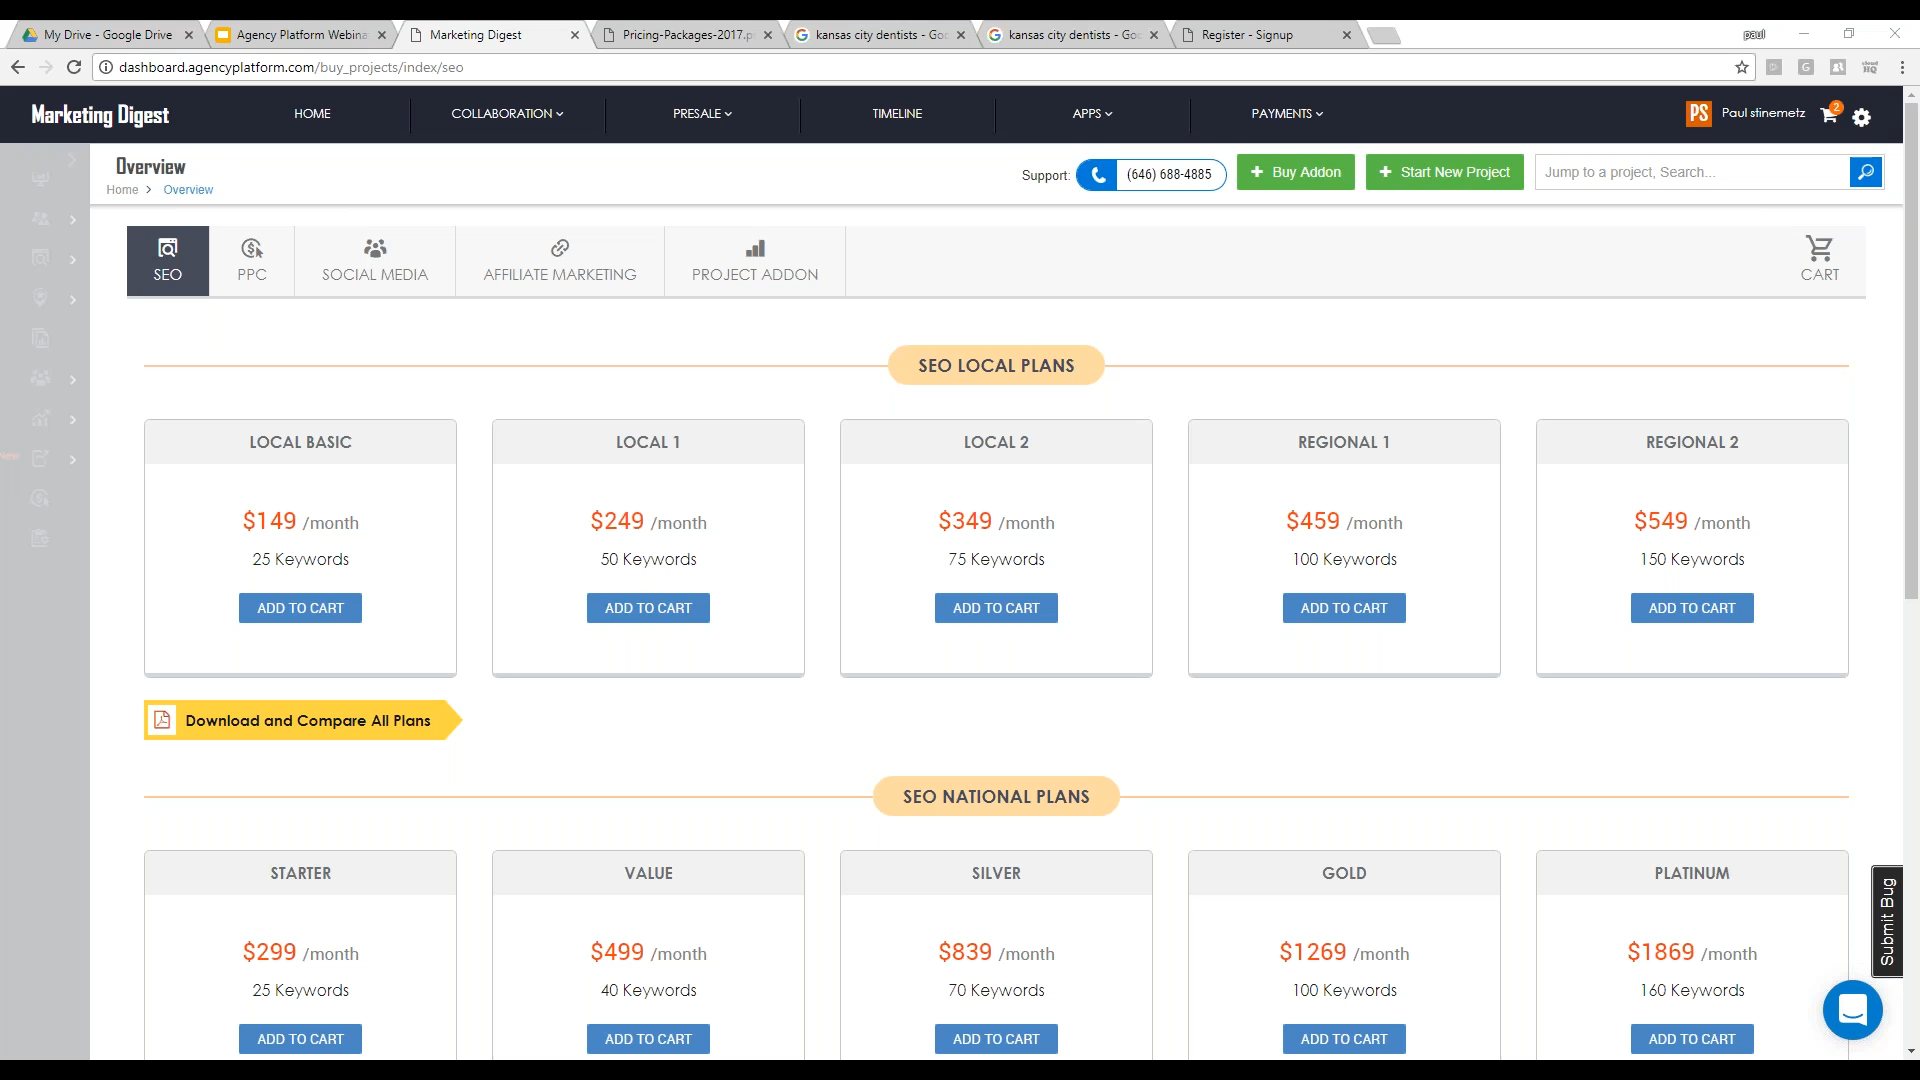 My Drive - Google Drive
Agency Platform Webina
Marketing Digest
Pricing-Packages-2017.p
kansas city dentists - Goo
kansas city dentists - Goo
Register - Signup
paul
dashboard.agencyplatform.com/buy_projects/index/seo
Marketing Digest
HOME
COLLABORATION
PRESALE
TIMELINE
APPS
PAYMENTS
PS
Paul stinemetz
2
Overview
Home > Overview
Support:
(646) 688-4885
+ Buy Addon
+ Start New Project
Jump to a project, Search...
SEO
PPC
SOCIAL MEDIA
AFFILIATE MARKETING
PROJECT ADDON
CART
SEO LOCAL PLANS
LOCAL BASIC
$149 /month
25 Keywords
ADD TO CART
LOCAL 1
$249 /month
50 Keywords
ADD TO CART
LOCAL 2
$349 /month
75 Keywords
ADD TO CART
REGIONAL 1
$459 /month
100 Keywords
ADD TO CART
REGIONAL 2
$549 /month
150 Keywords
ADD TO CART
New
Download and Compare All Plans
SEO NATIONAL PLANS
STARTER
$299 /month
25 Keywords
ADD TO CART
VALUE
$499 /month
40 Keywords
ADD TO CART
SILVER
$839 /month
70 Keywords
ADD TO CART
GOLD
$1269 /month
100 Keywords
ADD TO CART
PLATINUM
$1869 /month
160 Keywords
ADD TO CART
Submit Bug